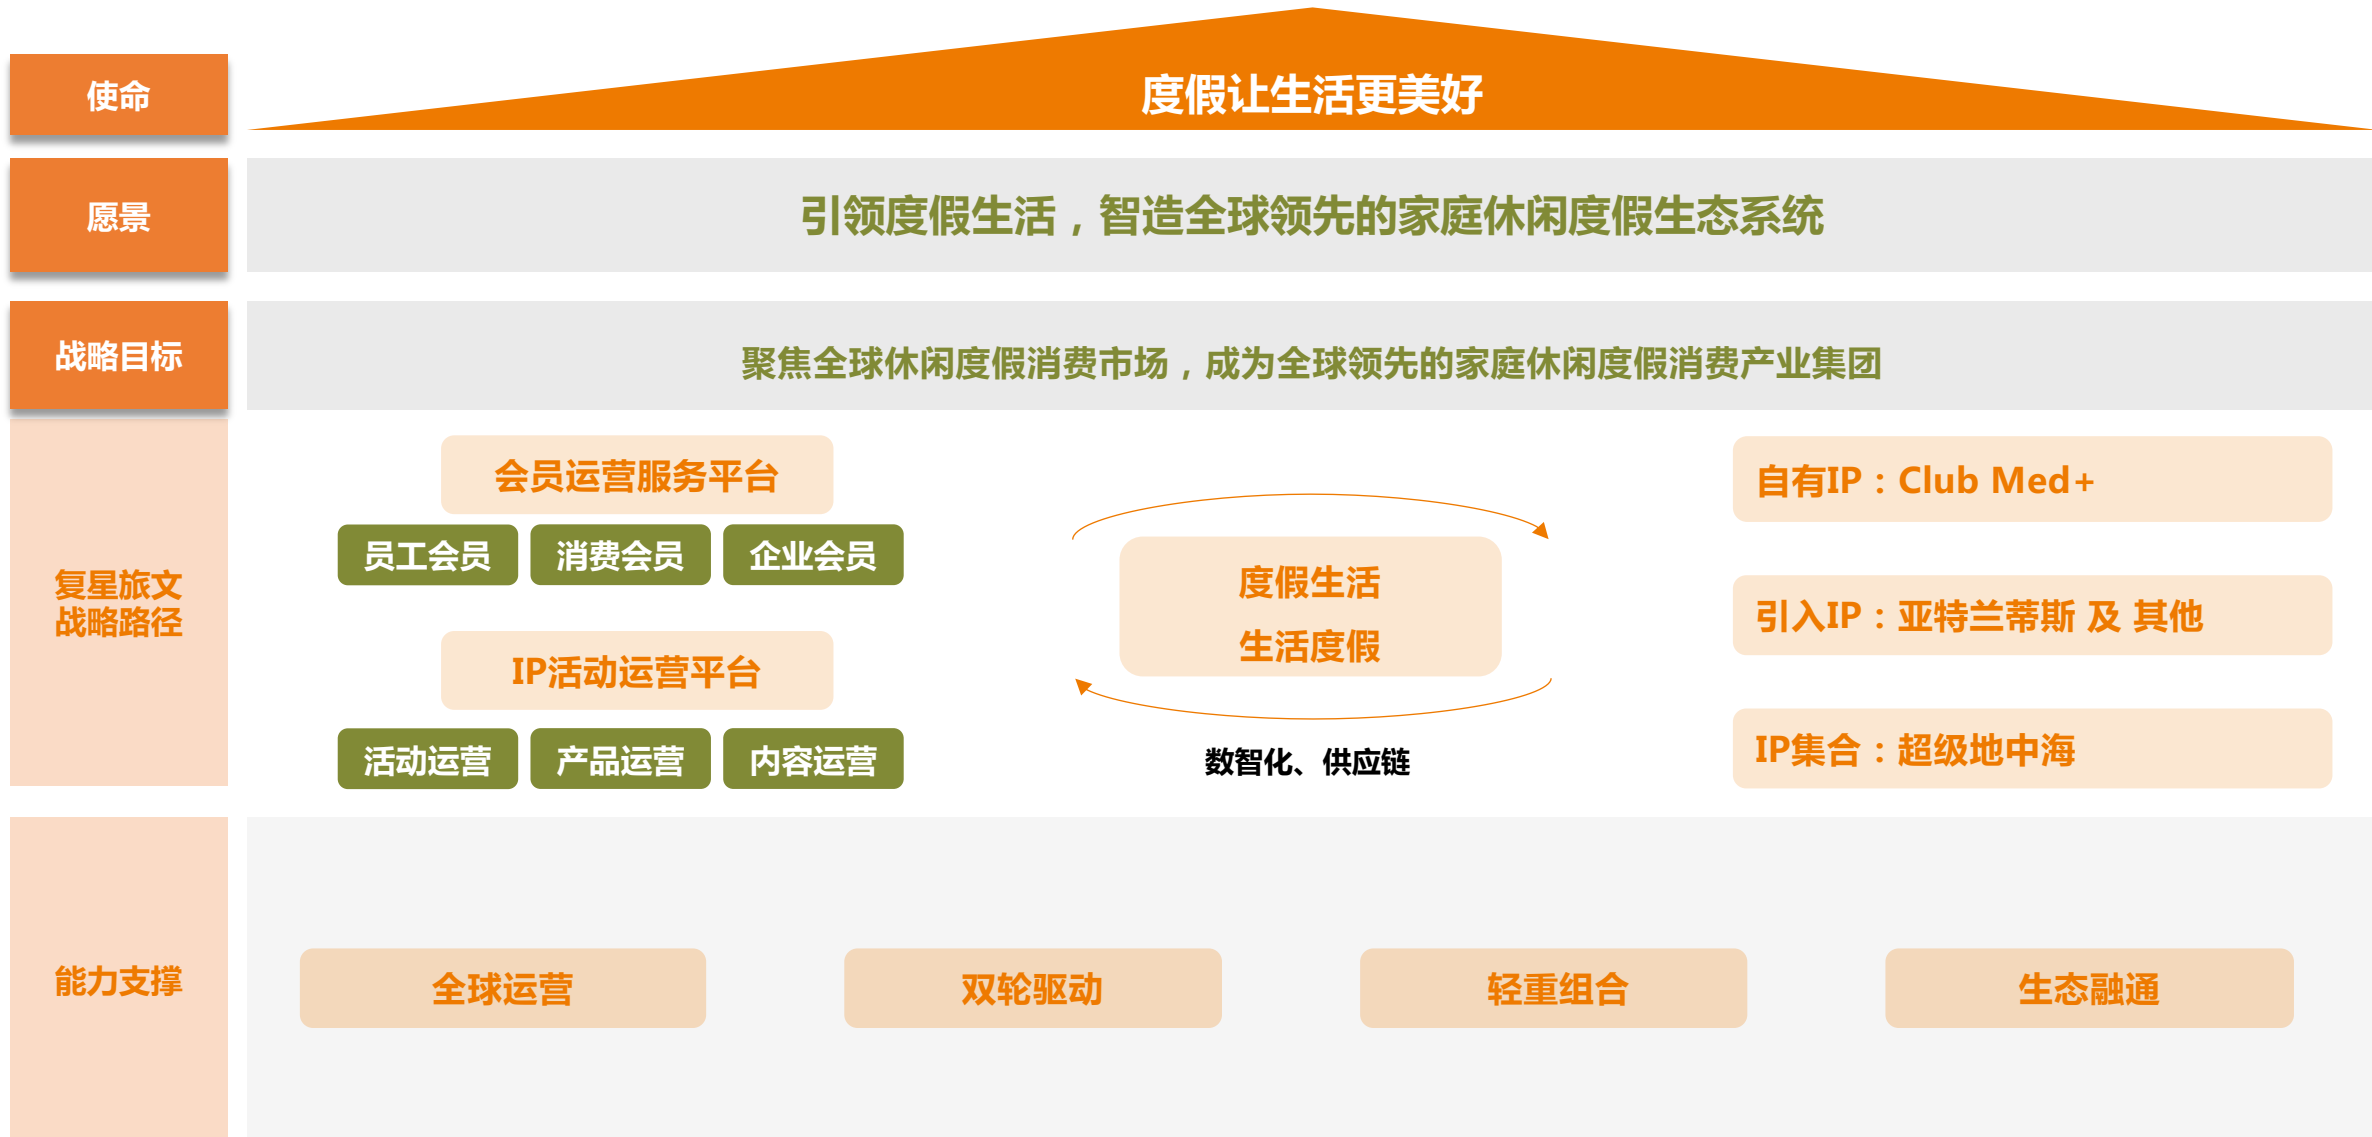 使命
度假让生活更美好
愿景
引领度假生活，智造全球领先的家庭休闲度假生态系统
战略目标
聚焦全球休闲度假消费市场，成为全球领先的家庭休闲度假消费产业集团
复星旅文
战略路径
会员运营服务平台
员工会员
消费会员
企业会员
IP活动运营平台
活动运营
产品运营
内容运营
度假生活
生活度假
数智化、供应链
自有IP：Club Med+
引入IP：亚特兰蒂斯 及 其他
IP集合：超级地中海
能力支撑
全球运营
双轮驱动
轻重组合
生态融通